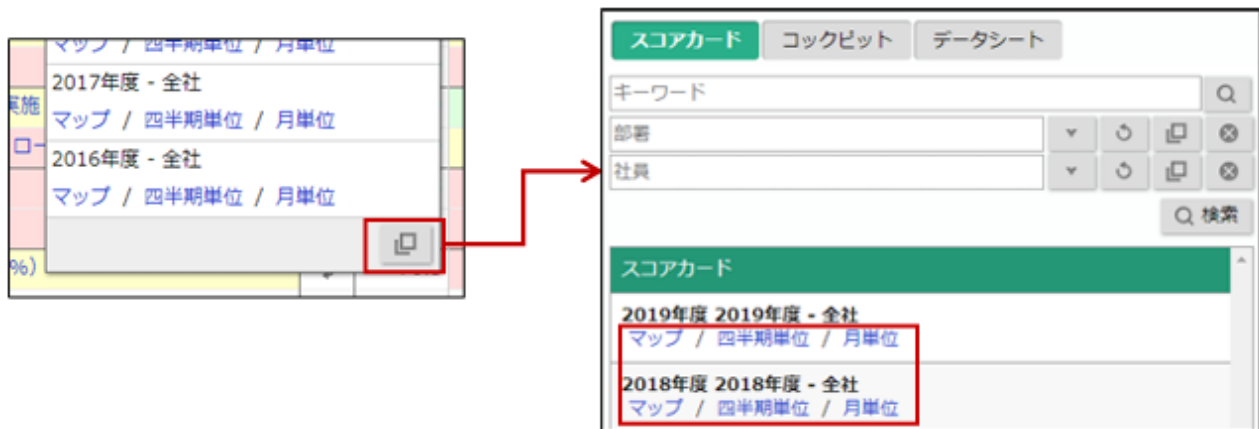 マップ / 四半期単位 / 月単位
2017年度 - 全社
実施
マップ / 四半期単位 / 月単位
ロー
2016年度 - 全社
マップ / 四半期単位 / 月単位
%)
スコアカード
コックピット
データシート
キーワード
部署
社員
検索
スコアカード
2019年度 2019年度 - 全社
マップ / 四半期単位 / 月単位
2018年度 2018年度 - 全社
マップ / 四半期単位 / 月単位